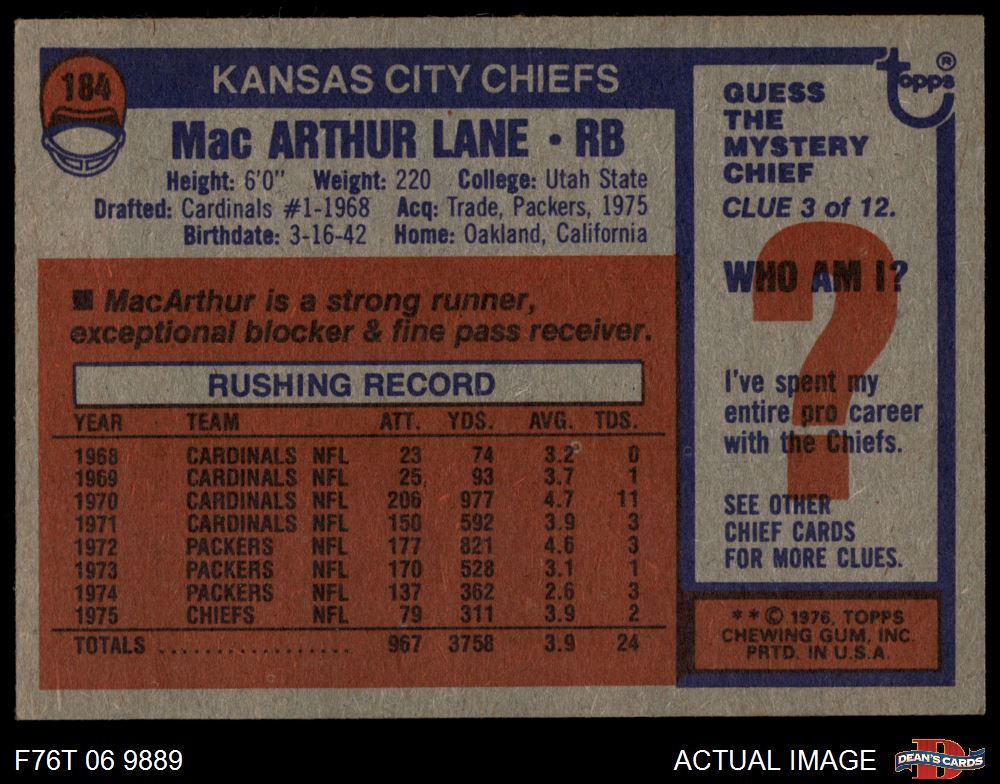 184
KANSAS CITY CHIEFS
Mac ARTHUR LANE • RB
Height: 6'0" Weight: 220 College: Utah State
Drafted: Cardinals #1-1968 Acq: Trade, Packers, 1975
Birthdate: 3-16-42 Home: Oakland, California
■ MacArthur is a strong runner,
exceptional blocker & fine pass receiver.
RUSHING RECORD
YEAR TEAM ATT. YDS. AVG. TDS.
1968 CARDINALS NFL 23 74 3.2 0
1969 CARDINALS NFL 25 93 3.7 1
1970 CARDINALS NFL 206 977 4.7 11
1971 CARDINALS NFL 150 592 3.9 3
1972 PACKERS NFL 177 821 4.6 3
1973 PACKERS NFL 170 528 3.1 1
1974 PACKERS NFL 137 362 2.6 3
1975 CHIEFS NFL 79 311 3.9 2
TOTALS .................. 967 3758 3.9 24
topps®
GUESS
THE
MYSTERY
CHIEF
CLUE 3 of 12.
?
WHO AM I?
I've spent my
entire pro career
with the Chiefs.
SEE OTHER
CHIEF CARDS
FOR MORE CLUES.
* * © 1976, TOPPS
CHEWING GUM, INC.
PRTD. IN U.S.A.
F76T 06 9889
ACTUAL IMAGE
D
DEAN'S CARDS